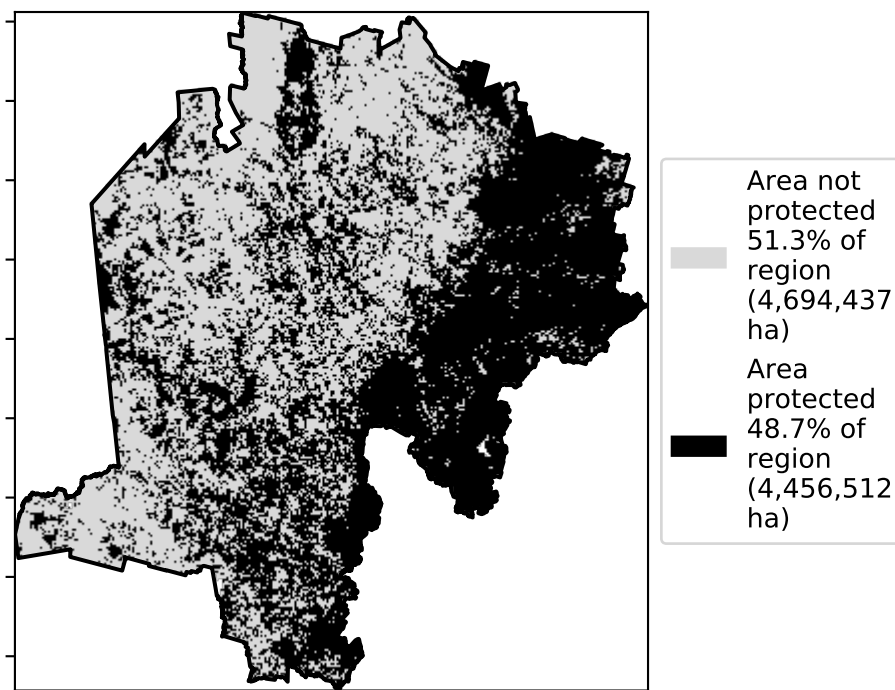 Area not
protected
51.3% of
region
(4,694,437
ha)
Area
protected
48.7% of
region
(4,456,512
ha)